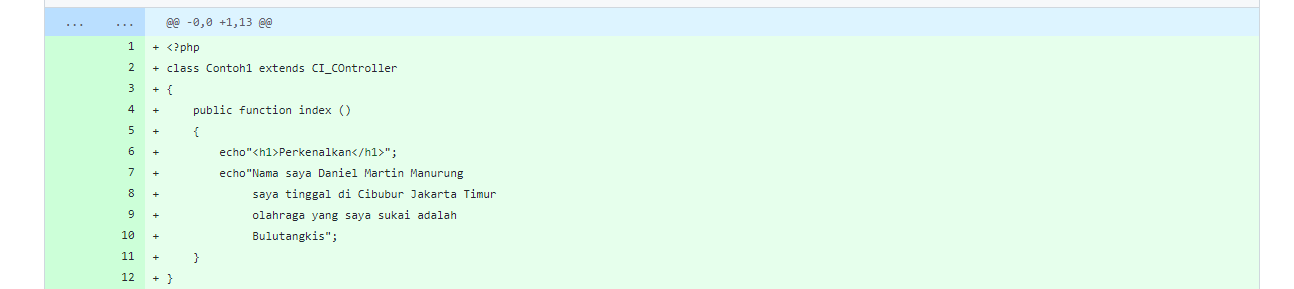 ... ... @@ -0,0 +1,13 @@
1 + <?php
2 + class Contoh1 extends CI_COntroller
3 + {
4 +     public function index ()
5 +     {
6 +         echo"<h1>Perkenalkan</h1>";
7 +         echo"Nama saya Daniel Martin Manurung
8 +              saya tinggal di Cibubur Jakarta Timur
9 +              olahraga yang saya sukai adalah
10 +              Bulutangkis";
11 +     }
12 + }